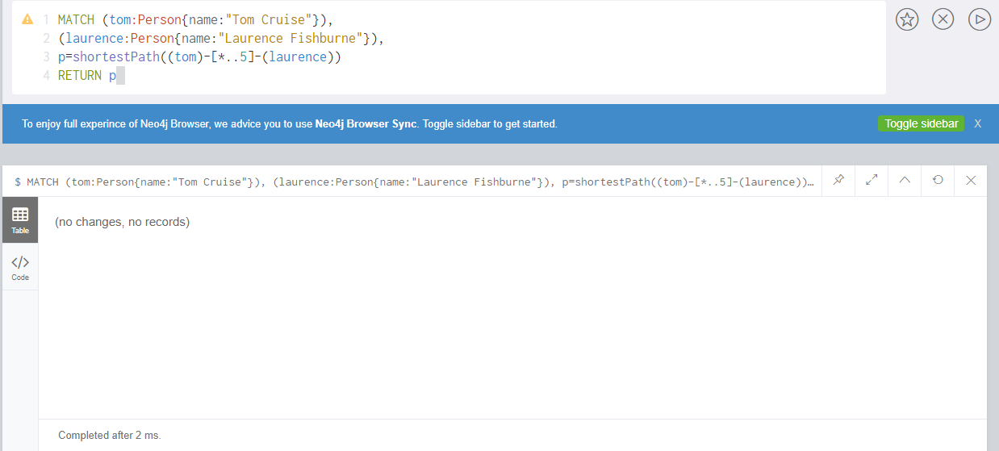 1 MATCH (tom:Person{name:"Tom Cruise"}),
2 (laurence:Person{name:"Laurence Fishburne"}),
3 p=shortestPath((tom)-[*..5]-(laurence))
4 RETURN p
To enjoy full experince of Neo4j Browser, we advice you to use Neo4j Browser Sync. Toggle sidebar to get started. Toggle sidebar X
$ MATCH (tom:Person{name:"Tom Cruise"}), (laurence:Person{name:"Laurence Fishburne"}), p=shortestPath((tom)-[*..5]-(laurence))…
Table
(no changes, no records)
</> 
Code
Completed after 2 ms.